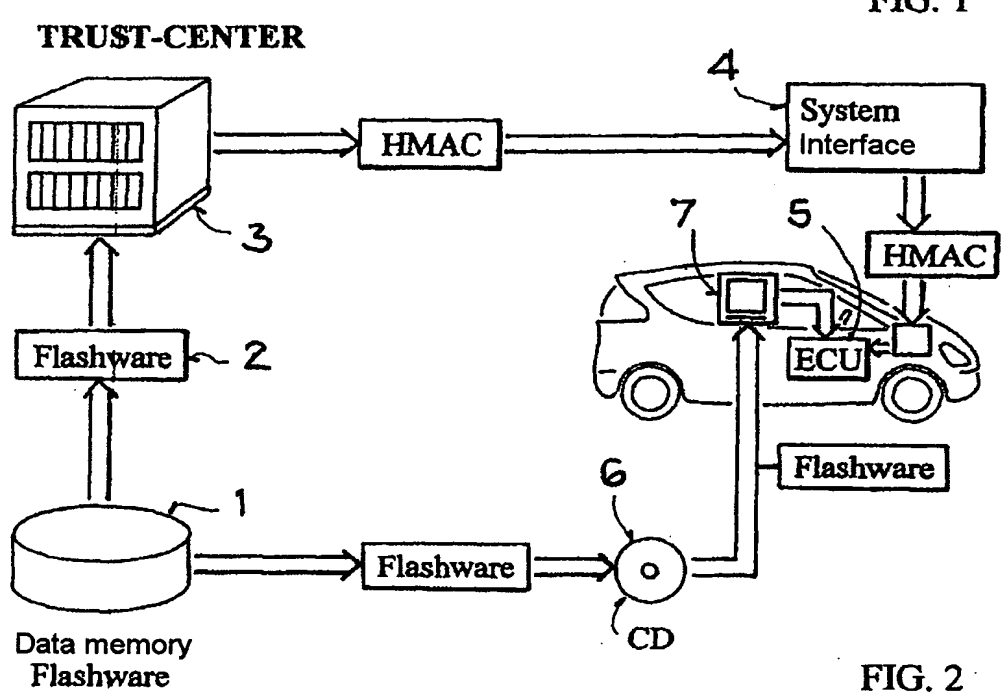 FIG. 1
TRUST-CENTER
4
System
Interface
HMAC
3
7
5
HMAC
Flashware
2
ECU
1
6
Flashware
Flashware
CD
Data memory
Flashware
FIG. 2